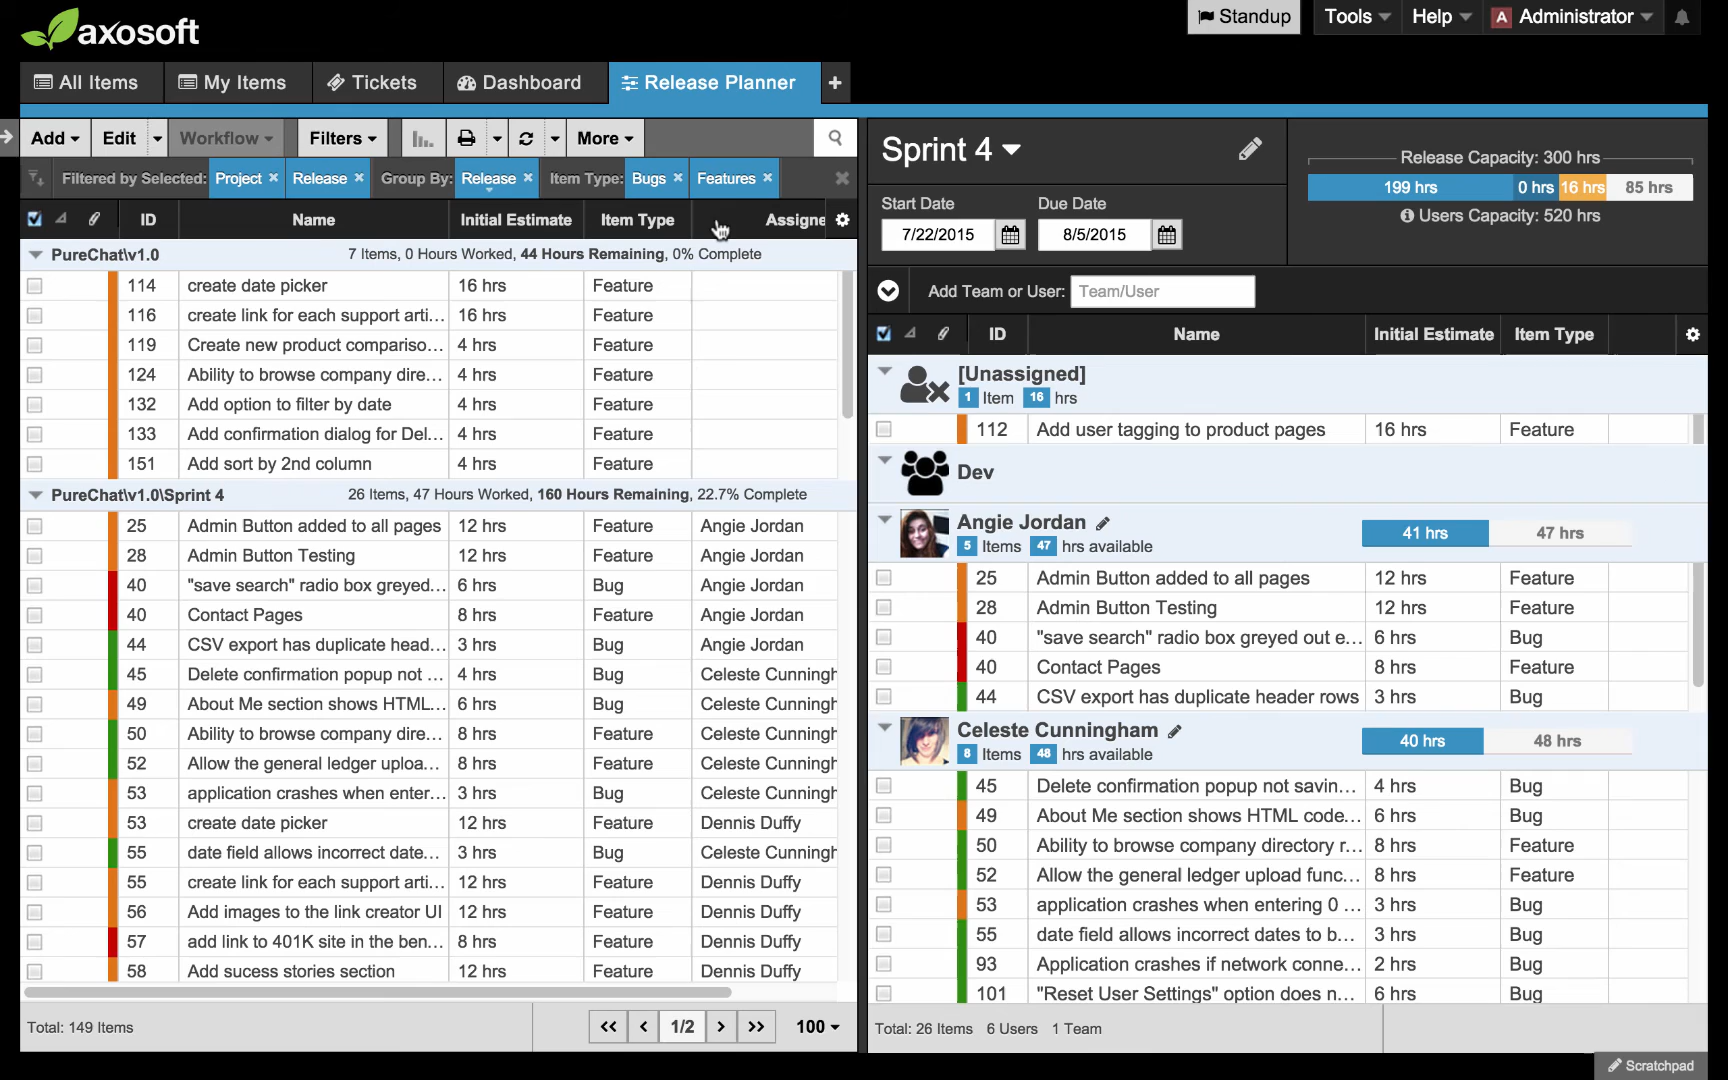 axosoft
Standup Tools Help A Administrator
All Items My Items Tickets Dashboard Release Planner +
Add Edit Workflow Filters More
Filtered by Selected: Project × Release × Group By: Release × Item Type: Bugs × Features ×
ID Name Initial Estimate Item Type Assigne
PureChat\v1.0 7 Items, 0 Hours Worked, 44 Hours Remaining, 0% Complete
114 create date picker 16 hrs Feature
116 create link for each support arti... 16 hrs Feature
119 Create new product compariso... 4 hrs Feature
124 Ability to browse company dire... 4 hrs Feature
132 Add option to filter by date 4 hrs Feature
133 Add confirmation dialog for Del... 4 hrs Feature
151 Add sort by 2nd column 4 hrs Feature
PureChat\v1.0\Sprint 4 26 Items, 47 Hours Worked, 160 Hours Remaining, 22.7% Complete
25 Admin Button added to all pages 12 hrs Feature Angie Jordan
28 Admin Button Testing 12 hrs Feature Angie Jordan
40 "save search" radio box greyed... 6 hrs Bug Angie Jordan
40 Contact Pages 8 hrs Feature Angie Jordan
44 CSV export has duplicate head... 3 hrs Bug Angie Jordan
45 Delete confirmation popup not ... 4 hrs Bug Celeste Cunningh
49 About Me section shows HTML... 6 hrs Bug Celeste Cunningh
50 Ability to browse company dire... 8 hrs Feature Celeste Cunningh
52 Allow the general ledger uploa... 8 hrs Feature Celeste Cunningh
53 application crashes when enter... 3 hrs Bug Celeste Cunningh
53 create date picker 12 hrs Feature Dennis Duffy
55 date field allows incorrect date... 3 hrs Bug Celeste Cunningh
55 create link for each support arti... 12 hrs Feature Dennis Duffy
56 Add images to the link creator UI 12 hrs Feature Dennis Duffy
57 add link to 401K site in the ben... 8 hrs Feature Dennis Duffy
58 Add sucess stories section 12 hrs Feature Dennis Duffy
Total: 149 Items << < 1/2 > >> 100
Sprint 4
Start Date Due Date
7/22/2015 8/5/2015
Release Capacity: 300 hrs
199 hrs 0 hrs 16 hrs 85 hrs
Users Capacity: 520 hrs
Add Team or User: Team/User
ID Name Initial Estimate Item Type
[Unassigned]
1 Item 16 hrs
112 Add user tagging to product pages 16 hrs Feature
Dev
Angie Jordan 41 hrs 47 hrs
5 Items 47 hrs available
25 Admin Button added to all pages 12 hrs Feature
28 Admin Button Testing 12 hrs Feature
40 "save search" radio box greyed out e... 6 hrs Bug
40 Contact Pages 8 hrs Feature
44 CSV export has duplicate header rows 3 hrs Bug
Celeste Cunningham 40 hrs 48 hrs
8 Items 48 hrs available
45 Delete confirmation popup not savin... 4 hrs Bug
49 About Me section shows HTML code... 6 hrs Bug
50 Ability to browse company directory r... 8 hrs Feature
52 Allow the general ledger upload func... 8 hrs Feature
53 application crashes when entering 0 ... 3 hrs Bug
55 date field allows incorrect dates to b... 3 hrs Bug
93 Application crashes if network conne... 2 hrs Bug
101 "Reset User Settings" option does n... 6 hrs Bug
Total: 26 Items 6 Users 1 Team
Scratchpad